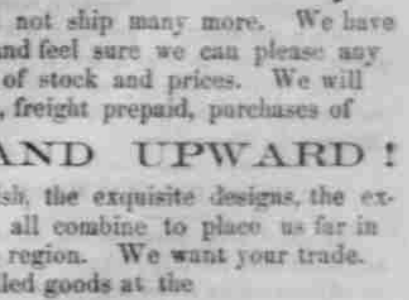 not ship many more. We have
and feel sure we can please any
of stock and prices. We will
, freight prepaid, purchases of
AND UPWARD!
ish, the exquisite designs, the ex-
all combine to place us far in
region. We want your trade.
led goods at the